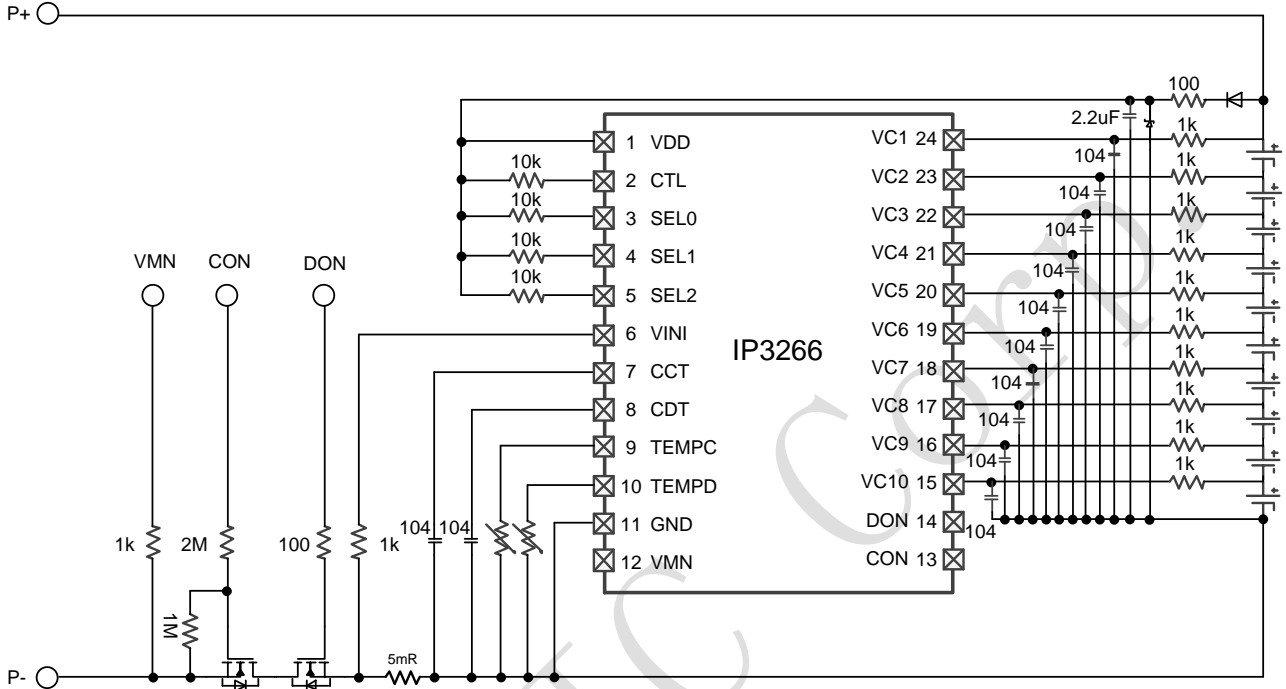 P+
100
2.2uF
1 VDD
VC1 24
1k
104
10k
2 CTL
VC2 23
1k
104
10k
3 SEL0
VC3 22
1k
104
10k
4 SEL1
VC4 21
1k
104
10k
5 SEL2
VC5 20
1k
104
VMN
CON
DON
6 VINI
VC6 19
1k
104
IP3266
7 CCT
VC7 18
1k
104
8 CDT
VC8 17
1k
104
9 TEMPC
VC9 16
1k
104
10 TEMPD
VC10 15
1k
104
11 GND
DON 14
12 VMN
CON 13
1k
2M
100
1k
104
104
1M
5mR
P-
Corp.